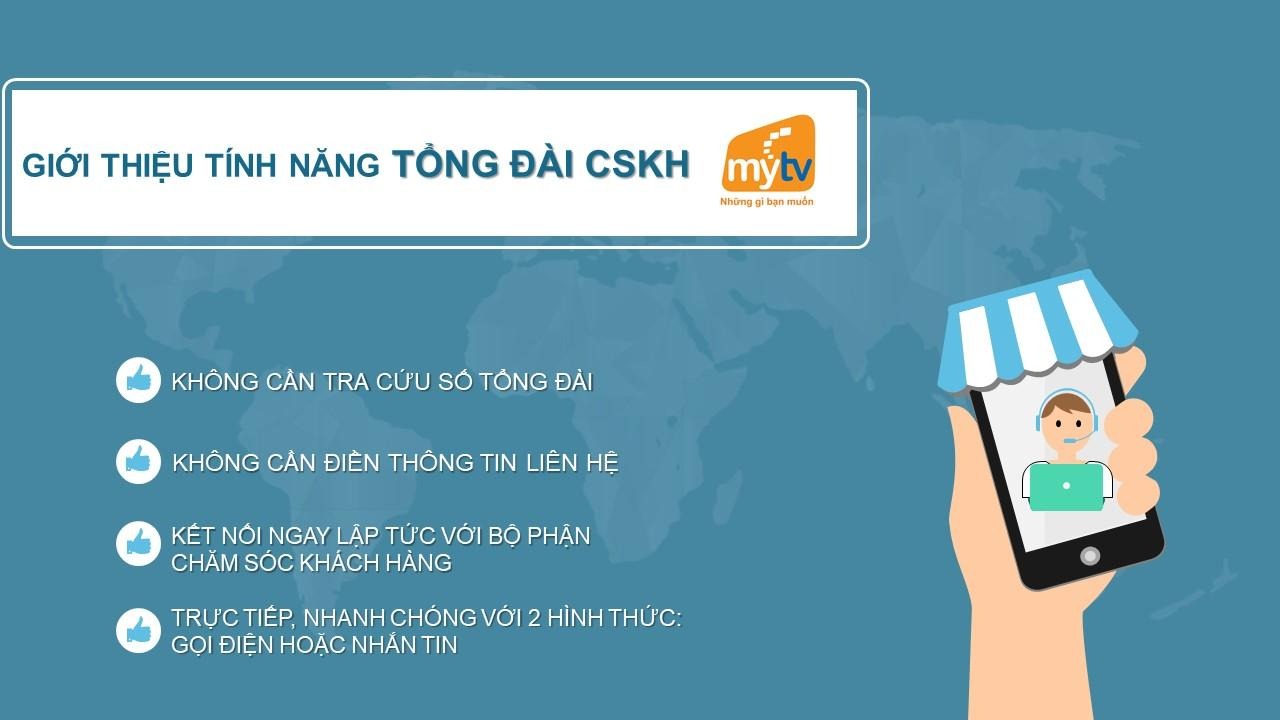 GIỚI THIỆU TÍNH NĂNG TỔNG ĐÀI CSKH
mytv
Những gì bạn muốn
KHÔNG CẦN TRA CỨU SỐ TỔNG ĐÀI
KHÔNG CẦN ĐIỀN THÔNG TIN LIÊN HỆ
KẾT NỐI NGAY LẬP TỨC VỚI BỘ PHẬN
CHĂM SÓC KHÁCH HÀNG
TRỰC TIẾP, NHANH CHÓNG VỚI 2 HÌNH THỨC:
GỌI ĐIỆN HOẶC NHẮN TIN